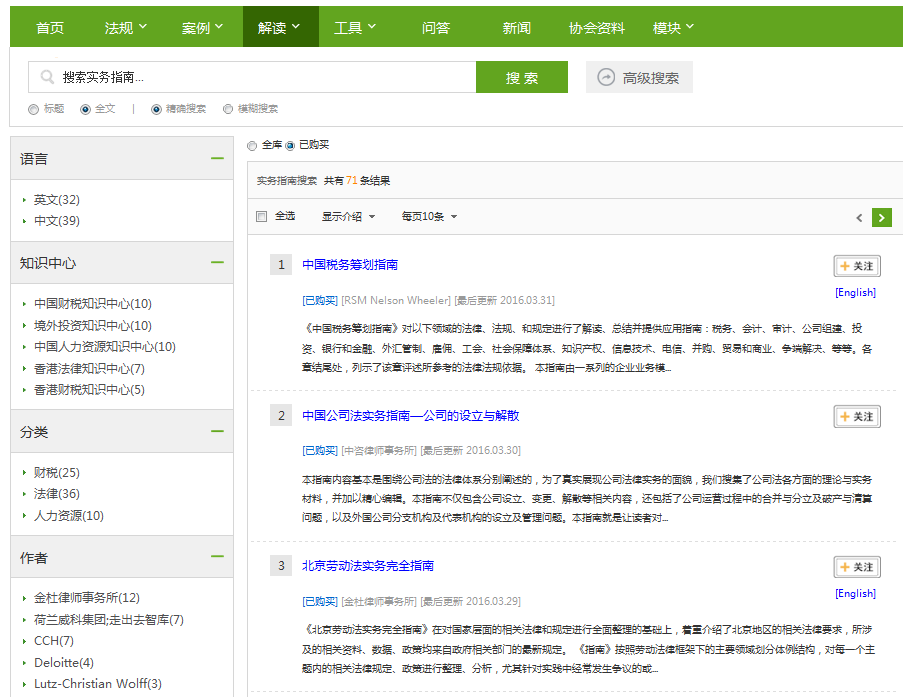 首页 法规 案例 解读 工具 问答 新闻 协会资料 模块
搜索实务指南... 搜 索 高级搜索
标题 全文 | 精确搜索 模糊搜索
语言
英文(32)
中文(39)
知识中心
中国财税知识中心(10)
境外投资知识中心(10)
中国人力资源知识中心(10)
香港法律知识中心(7)
香港财税知识中心(5)
分类
财税(25)
法律(36)
人力资源(10)
作者
金杜律师事务所(12)
荷兰威科集团;走出去智库(7)
CCH(7)
Deloitte(4)
Lutz-Christian Wolff(3)
全库 已购买
实务指南搜索 共有 71 条结果
全选 显示介绍 每页10条
1 中国税务筹划指南 关注
[已购买] [RSM Nelson Wheeler] [最后更新 2016.03.31] [English]
《中国税务筹划指南》对以下领域的法律、法规、和规定进行了解读、总结并提供应用指南：税务、会计、审计、公司组建、投
资、银行和金融、外汇管制、雇佣、工会、社会保障体系、知识产权、信息技术、电信、并购、贸易和商业、争端解决、等等。各
章结尾处，列示了该章评述所参考的法律法规依据。 本指南由一系列的企业业务模...
2 中国公司法实务指南—公司的设立与解散 关注
[已购买] [中咨律师事务所] [最后更新 2016.03.30]
本指南内容基本是围绕公司法的法律体系分别阐述的，为了真实展现公司法律实务的面貌，我们搜集了公司法各方面的理论与实务
材料，并加以精心编辑。本指南不仅包含公司设立、变更、解散等相关内容，还包括了公司运营过程中的合并与分立及破产与清算
问题，以及外国公司分支机构及代表机构的设立及管理问题。本指南就是让读者对...
3 北京劳动法实务完全指南 关注
[已购买] [金杜律师事务所] [最后更新 2016.03.29] [English]
《北京劳动法实务完全指南》在对国家层面的相关法律和规定进行全面整理的基础上，着重介绍了北京地区的相关法律要求，所涉
及的相关资料、数据、政策均来自政府相关部门的最新规定。 《指南》按照劳动法律框架下的主要领域划分体例结构，对每一个主
题内的相关法律规定、政策进行整理、分析，尤其针对实践中经常发生争议的或...